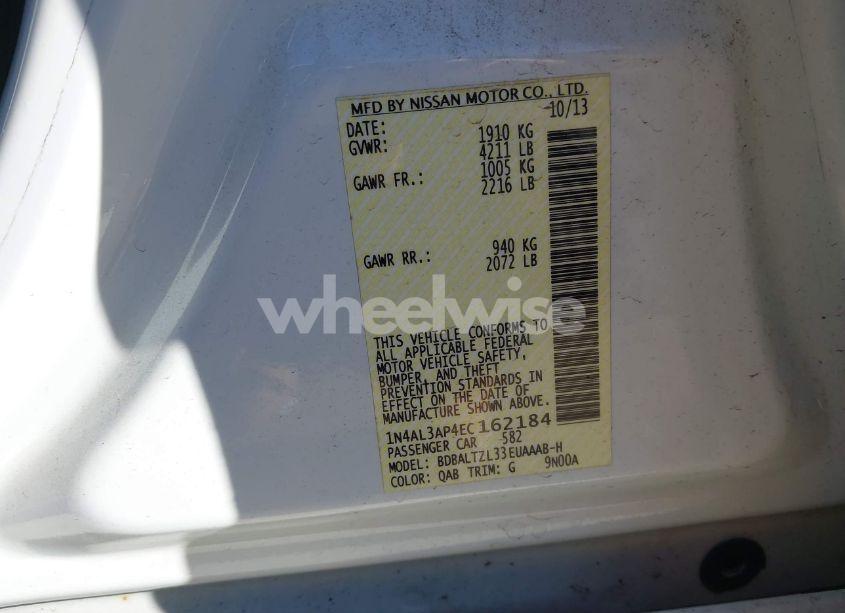 MFD BY NISSAN MOTOR CO., LTD.
DATE: 10/13
GVWR: 1910 KG
4211 LB
GAWR FR.: 1005 KG
2216 LB
GAWR RR.: 940 KG
2072 LB
wheelwise
THIS VEHICLE CONFORMS TO
ALL APPLICABLE FEDERAL
MOTOR VEHICLE SAFETY,
BUMPER, AND THEFT
PREVENTION STANDARDS IN
EFFECT ON THE DATE OF
MANUFACTURE SHOWN ABOVE.
1N4AL3AP4EC162184
PASSENGER CAR 582
MODEL: BDBALTZL33EUAAAB-H
COLOR: QAB TRIM: G 9N00A